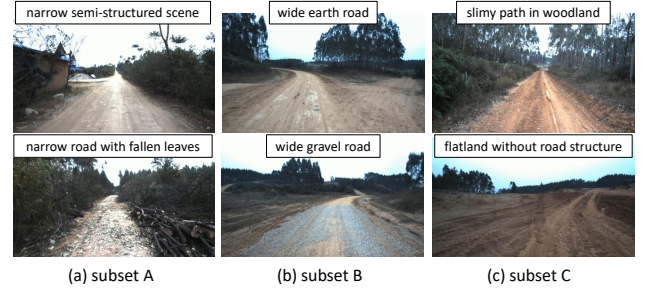 narrow semi-structured scene
wide earth road
slimy path in woodland
narrow road with fallen leaves
wide gravel road
flatland without road structure
(a) subset A
(b) subset B
(c) subset C